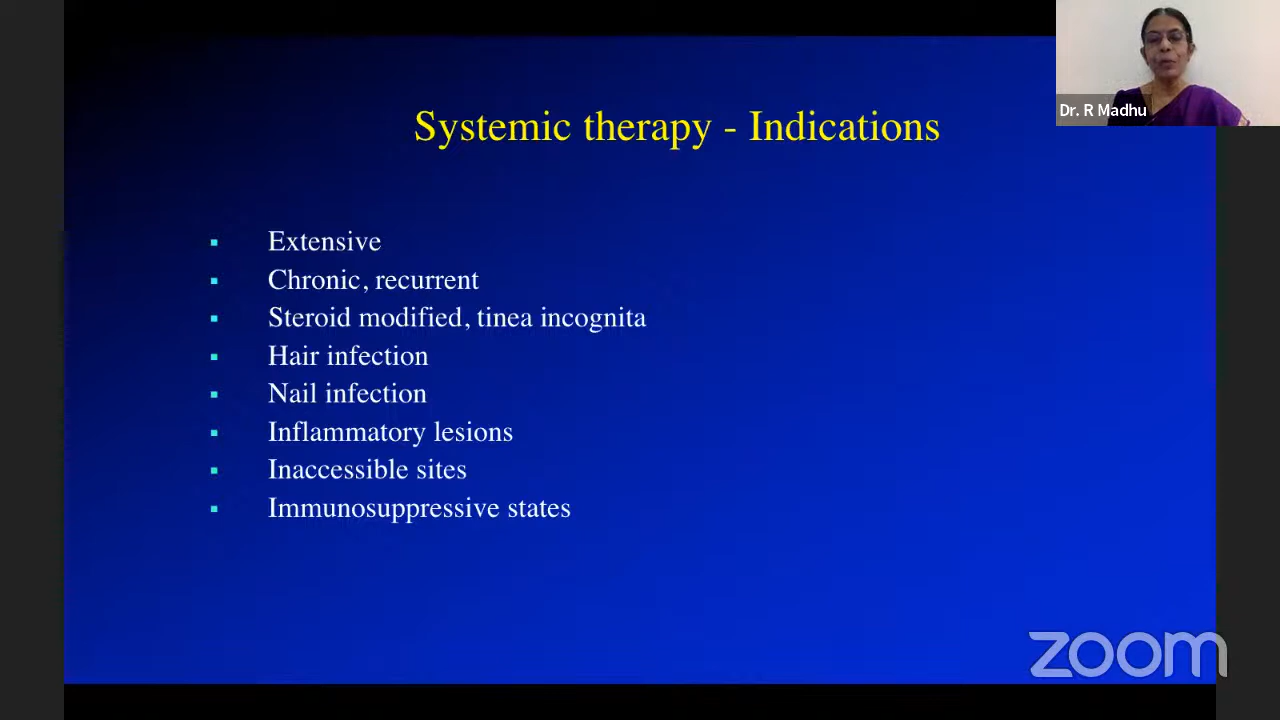 Systemic therapy - Indications
Dr. R Madhu
▪ Extensive
▪ Chronic, recurrent
▪ Steroid modified, tinea incognita
▪ Hair infection
▪ Nail infection
▪ Inflammatory lesions
▪ Inaccessible sites
▪ Immunosuppressive states
zoom